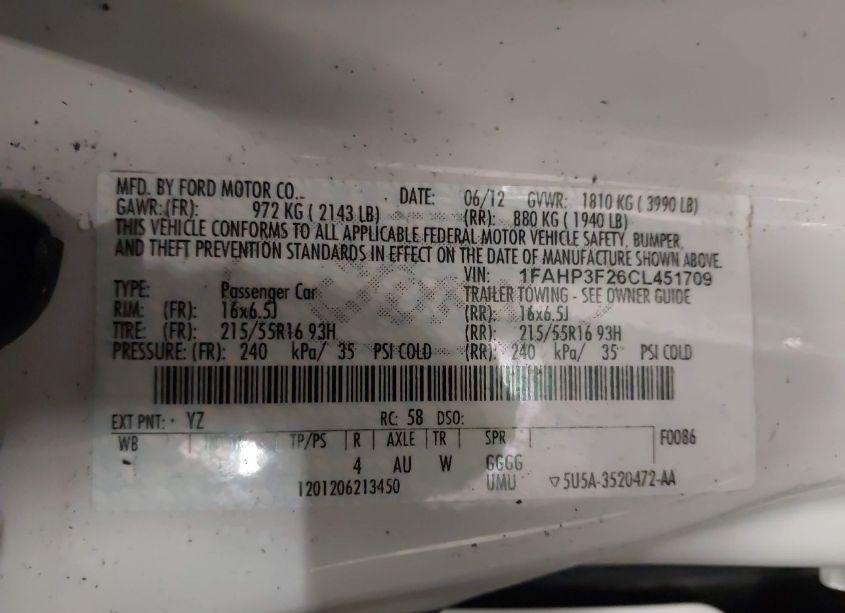 MFD. BY FORD MOTOR CO. DATE: 06/12 GVWR: 1810 KG ( 3990 LB)
GAWR:(FR): 972 KG ( 2143 LB) (RR): 880 KG ( 1940 LB)
THIS VEHICLE CONFORMS TO ALL APPLICABLE FEDERAL MOTOR VEHICLE SAFETY, BUMPER,
AND THEFT PREVENTION STANDARDS IN EFFECT ON THE DATE OF MANUFACTURE SHOWN ABOVE.
VIN: 1FAHP3F26CL451709
TYPE: Passenger Car TRAILER TOWING - SEE OWNER GUIDE
RIM: (FR): 16x6.5J (RR): 16x6.5J
TIRE: (FR): 215/55R16 93H (RR): 215/55R16 93H
PRESSURE: (FR): 240 kPa/ 35 PSI COLD (RR): 240 kPa/ 35 PSI COLD
EXT PNT: YZ RC: 58 DSO:
WB TP/PS R AXLE TR SPR F0086
4 AU W GGGG
1201206213450 UMU ▽5U5A-3520472-AA